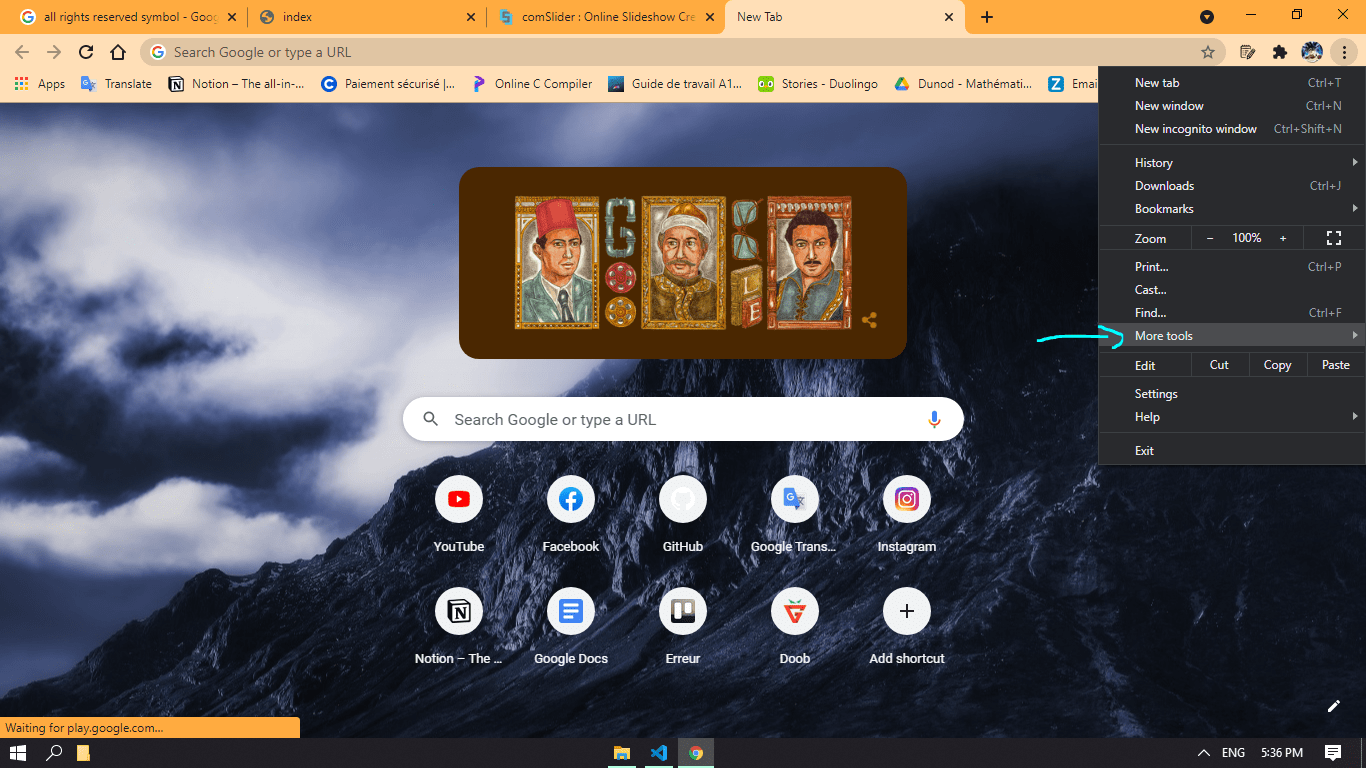 all rights reserved symbol - Goog
index
comSlider : Online Slideshow Cre
New Tab
Search Google or type a URL
Apps
Translate
Notion – The all-in-...
Paiement sécurisé |...
Online C Compiler
Guide de travail A1...
Stories - Duolingo
Dunod - Mathémati...
Emai
New tab Ctrl+T
New window Ctrl+N
New incognito window Ctrl+Shift+N
History
Downloads Ctrl+J
Bookmarks
Zoom − 100% +
Print... Ctrl+P
Cast...
Find... Ctrl+F
More tools
Edit Cut Copy Paste
Settings
Help
Exit
G
L
E
Search Google or type a URL
YouTube
Facebook
GitHub
Google Trans...
Instagram
Notion – The ...
Google Docs
Erreur
Doob
Add shortcut
Waiting for play.google.com...
ENG
5:36 PM